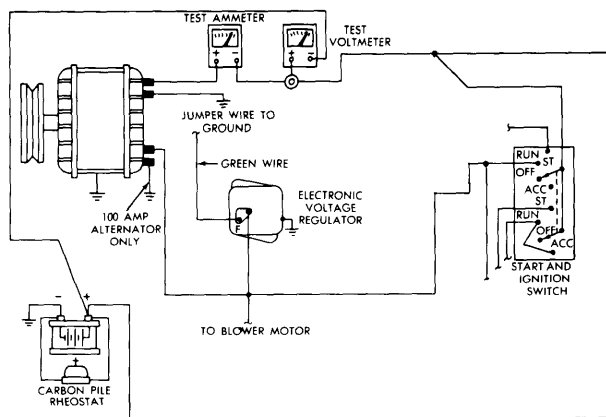 TEST AMMETER
TEST
VOLTMETER
+ -
+ -
JUMPER WIRE TO
GROUND
GREEN WIRE
RUN
ST
OFF
ACC
ST
RUN
OFF
ACC
ELECTRONIC
VOLTAGE
REGULATOR
F
100 AMP
ALTERNATOR
ONLY
START AND
IGNITION
SWITCH
TO BLOWER MOTOR
- +
+
CARBON PILE
RHEOSTAT